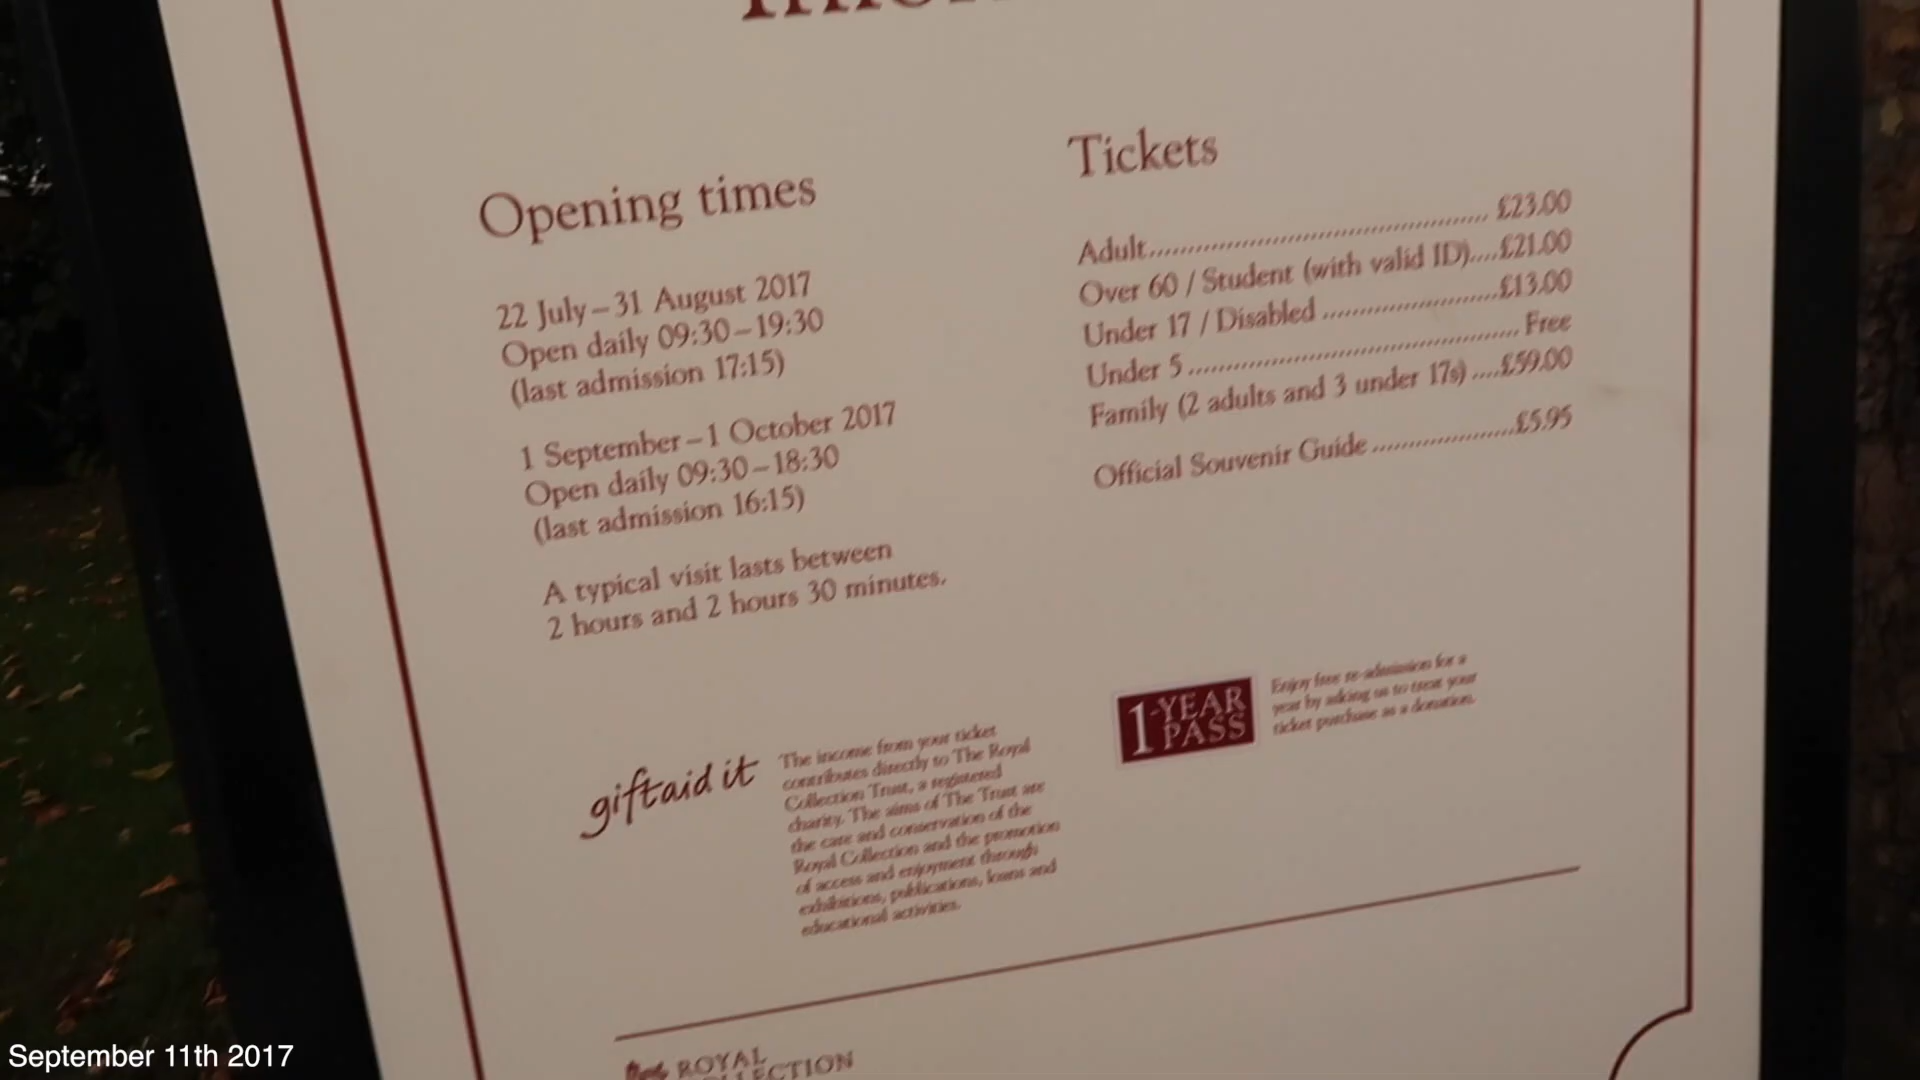 Opening times
22 July – 31 August 2017
Open daily 09:30 – 19:30
(last admission 17:15)
1 September – 1 October 2017
Open daily 09:30 – 18:30
(last admission 16:15)
A typical visit lasts between
2 hours and 2 hours 30 minutes.
Tickets
Adult........................................ £23.00
Over 60 / Student (with valid ID)....£21.00
Under 17 / Disabled ......................£13.00
Under 5 ........................................ Free
Family (2 adults and 3 under 17s) ....£59.00
Official Souvenir Guide ..................£5.95
giftaid it
The income from your ticket
contributes directly to The Royal
Collection Trust, a registered
charity. The aims of The Trust are
the care and conservation of the
Royal Collection and the promotion
of access and enjoyment through
exhibitions, publications, loans and
educational activities.
1-YEAR
PASS
Enjoy free re-admission for a
year by asking us to treat your
ticket purchase as a donation.
ROYAL
COLLECTION
September 11th 2017